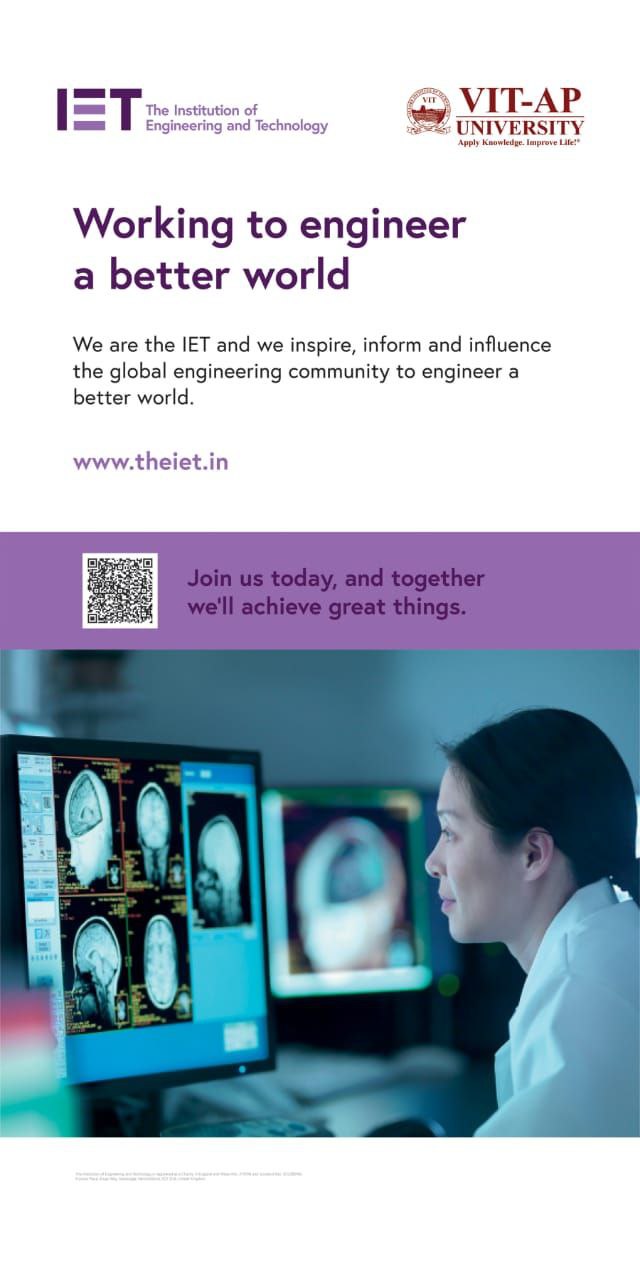 IET
The Institution of
Engineering and Technology
VIT
VIT-AP
UNIVERSITY
Apply Knowledge. Improve Life!®
Working to engineer
a better world
We are the IET and we inspire, inform and influence
the global engineering community to engineer a
better world.
www.theiet.in
Join us today, and together
we'll achieve great things.